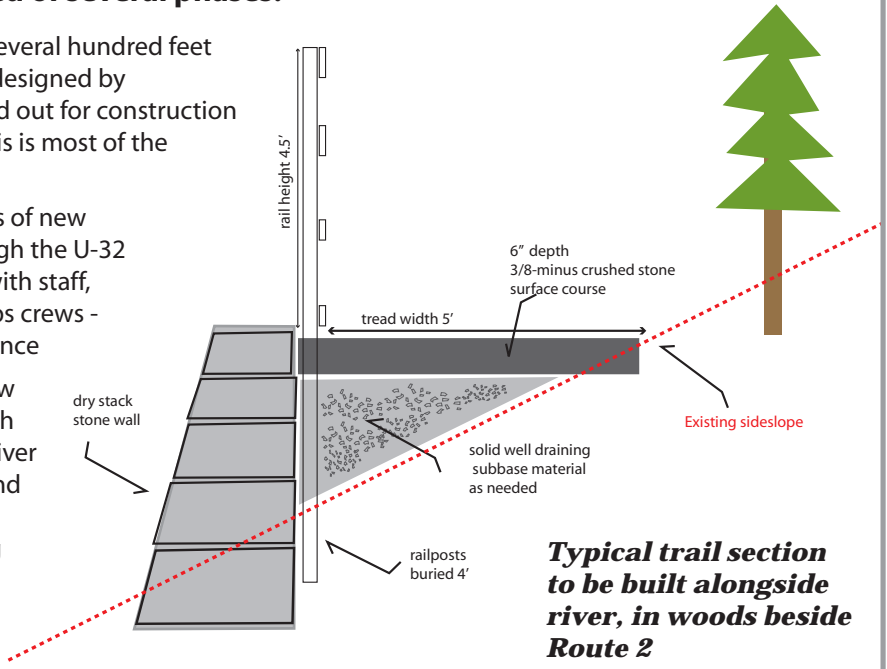 several phases.
everal hundred feet
designed by
d out for construction
is is most of the
s of new
gh the U-32
with staff,
os crews -
nce
w
h
iver
nd
rail height 4.5'
6" depth
3/8-minus crushed stone
surface course
tread width 5'
dry stack
stone wall
Existing sideslope
solid well draining
subbase material
as needed
railposts
buried 4'
Typical trail section
to be built alongside
river, in woods beside
Route 2